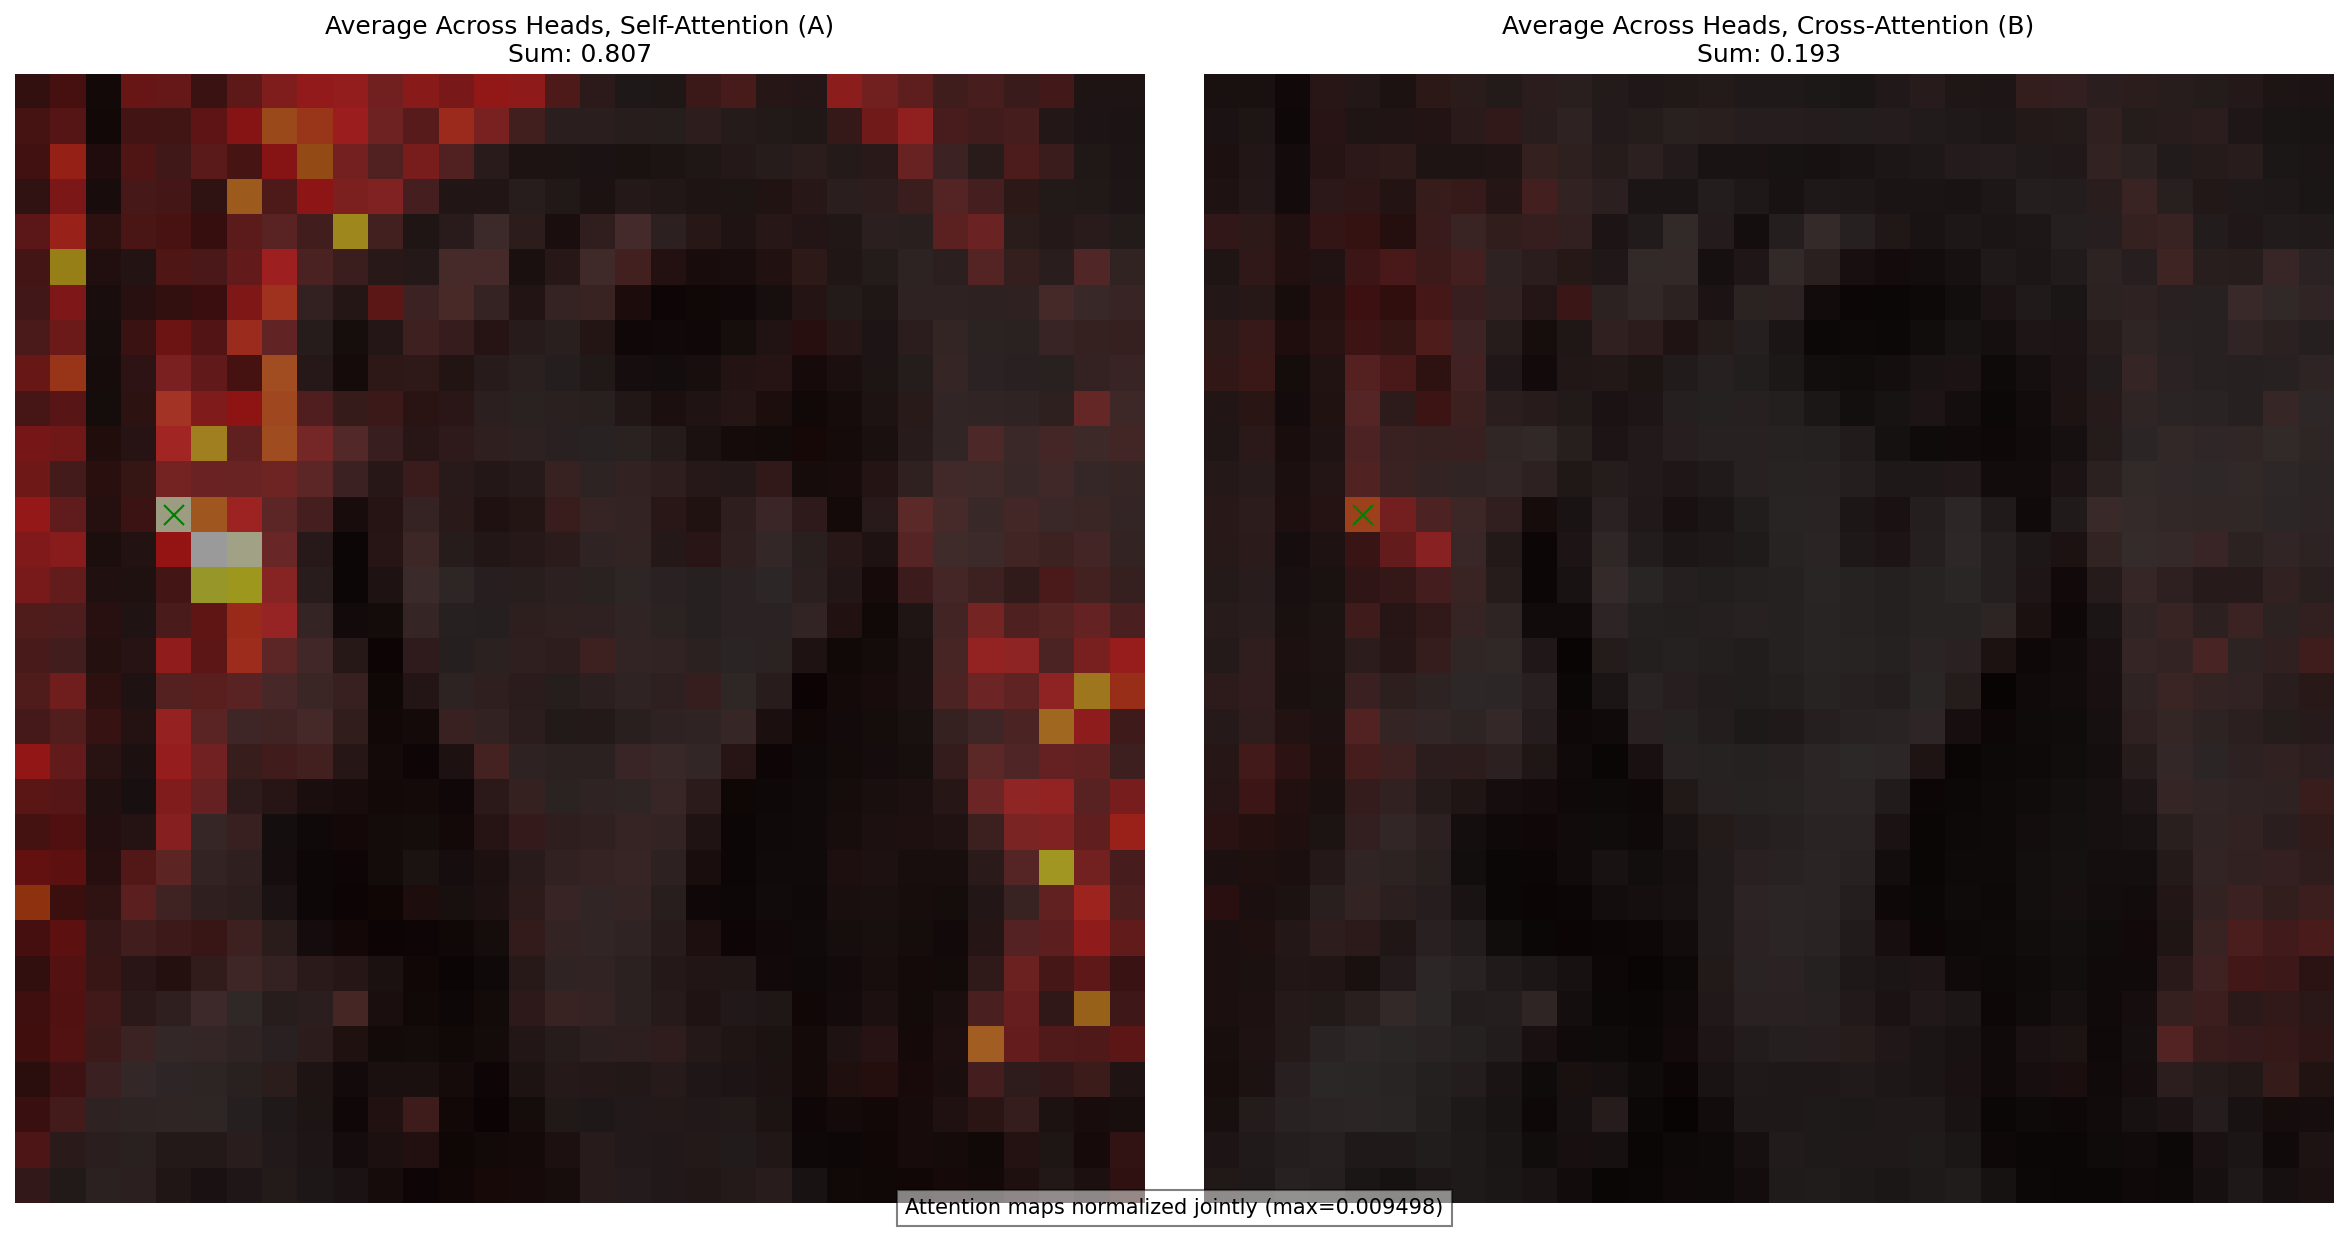 Average Across Heads, Self-Attention (A)
Sum: 0.807
Average Across Heads, Cross-Attention (B)
Sum: 0.193
Attention maps normalized jointly (max=0.009498)